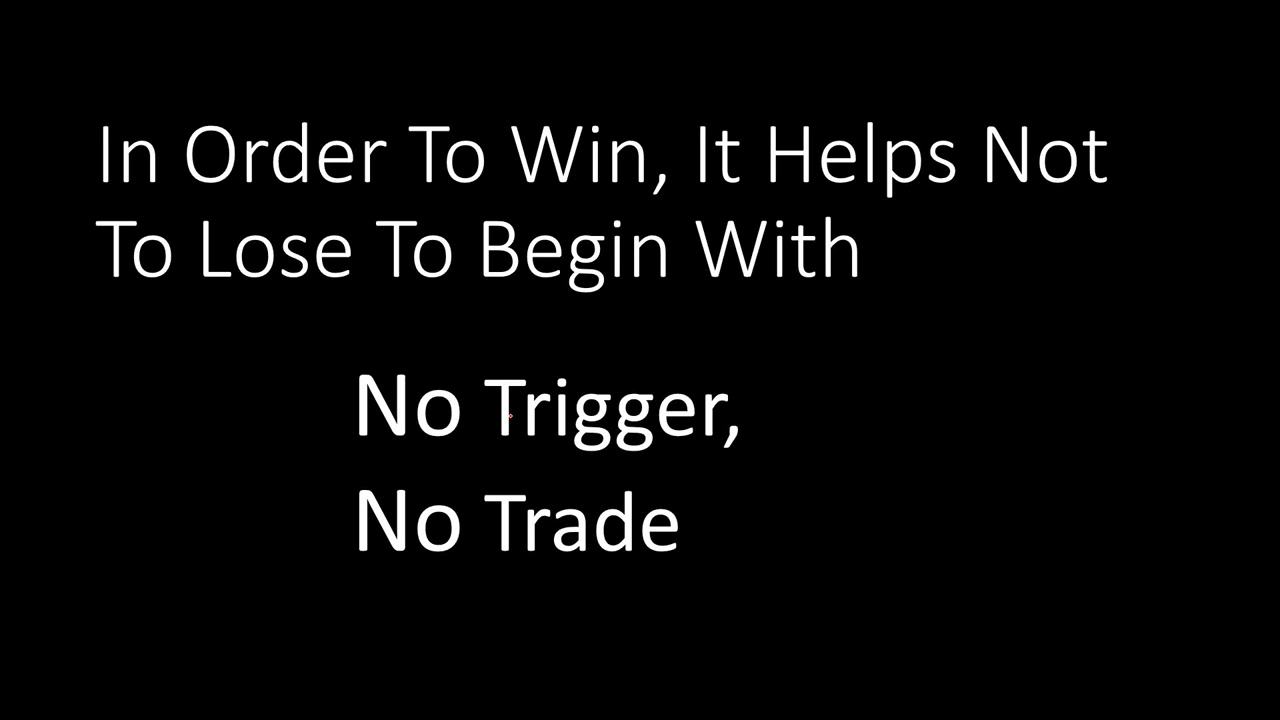 In Order To Win, It Helps Not
To Lose To Begin With
No Trigger,
No Trade